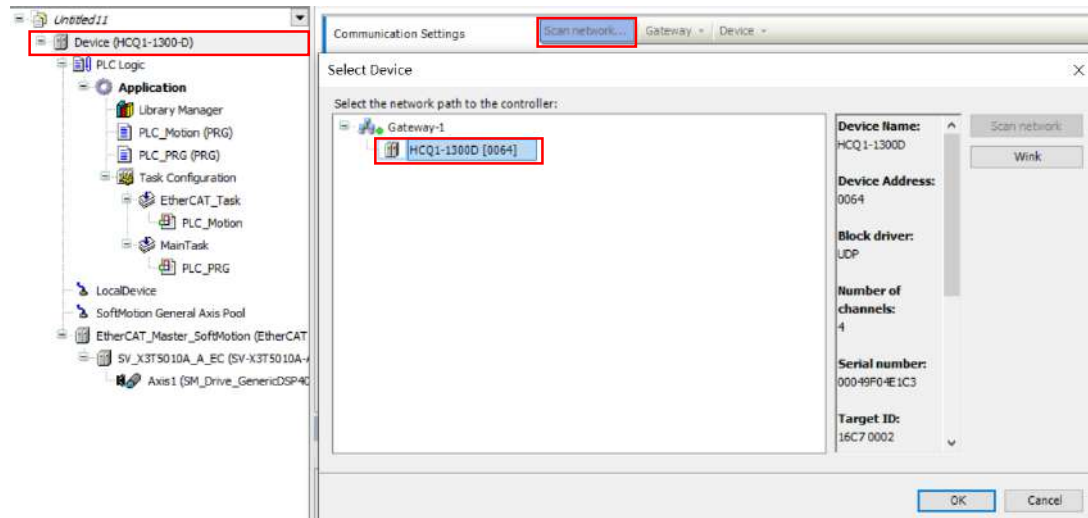 Untitled11
Device (HCQ1-1300-D)
PLC Logic
Application
Library Manager
PLC_Motion (PRG)
PLC_PRG (PRG)
Task Configuration
EtherCAT_Task
PLC_Motion
MainTask
PLC_PRG
LocalDevice
SoftMotion General Axis Pool
EtherCAT_Master_SoftMotion (EtherCAT
SV_X3T5010A_A_EC (SV-X3T5010A-A
Axis1 (SM_Drive_GenericDSP40
Communication Settings
Scan network...
Gateway
Device
Select Device
Select the network path to the controller:
Gateway-1
HCQ1-1300D [0064]
Device Name:
HCQ1-1300D
Device Address:
0064
Block driver:
UDP
Number of
channels:
4
Serial number:
00049F04E1C3
Target ID:
16C7 0002
Scan network
Wink
OK
Cancel